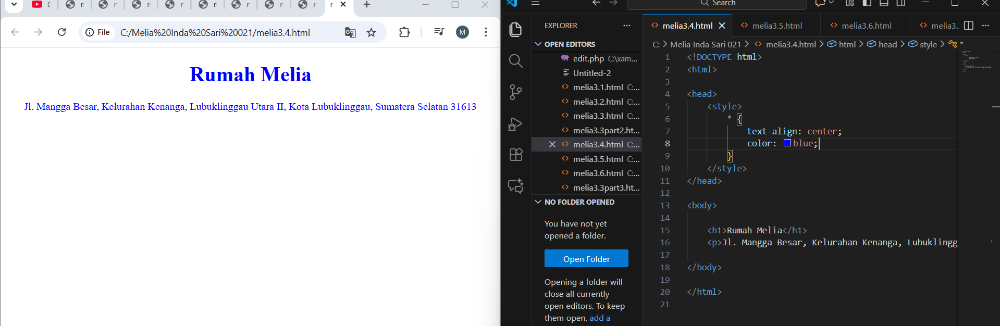 File C:/Melia%20Inda%20Sari%20021/melia3.4.html
M
Rumah Melia
Jl. Mangga Besar, Kelurahan Kenanga, Lubuklinggau Utara II, Kota Lubuklinggau, Sumatera Selatan 31613
Search
EXPLORER
OPEN EDITORS
edit.php C:\xam...
Untitled-2
melia3.1.html C:...
melia3.2.html C:...
melia3.3.html C:...
melia3.3part2.ht...
melia3.4.html C:...
melia3.5.html C:...
melia3.6.html C:...
melia3.3part3.ht...
NO FOLDER OPENED
You have not yet
opened a folder.
Open Folder
Opening a folder will
close all currently
open editors. To keep
them open, add a
melia3.4.html melia3.5.html melia3.6.html melia3..
C: > Melia Inda Sari 021 > melia3.4.html > html > head > style > *
1 <!DOCTYPE html>
2 <html>
3
4 <head>
5 <style>
6 * {
7 text-align: center;
8 color: blue;
9 }
10 </style>
11 </head>
12
13 <body>
14
15 <h1>Rumah Melia</h1>
16 <p>Jl. Mangga Besar, Kelurahan Kenanga, Lubuklingg
17
18 </body>
19
20 </html>
21